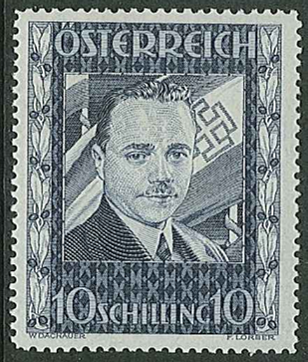 ÖSTERREICH
10 SCHILLING 10
W. DACHAUER F. LORBER